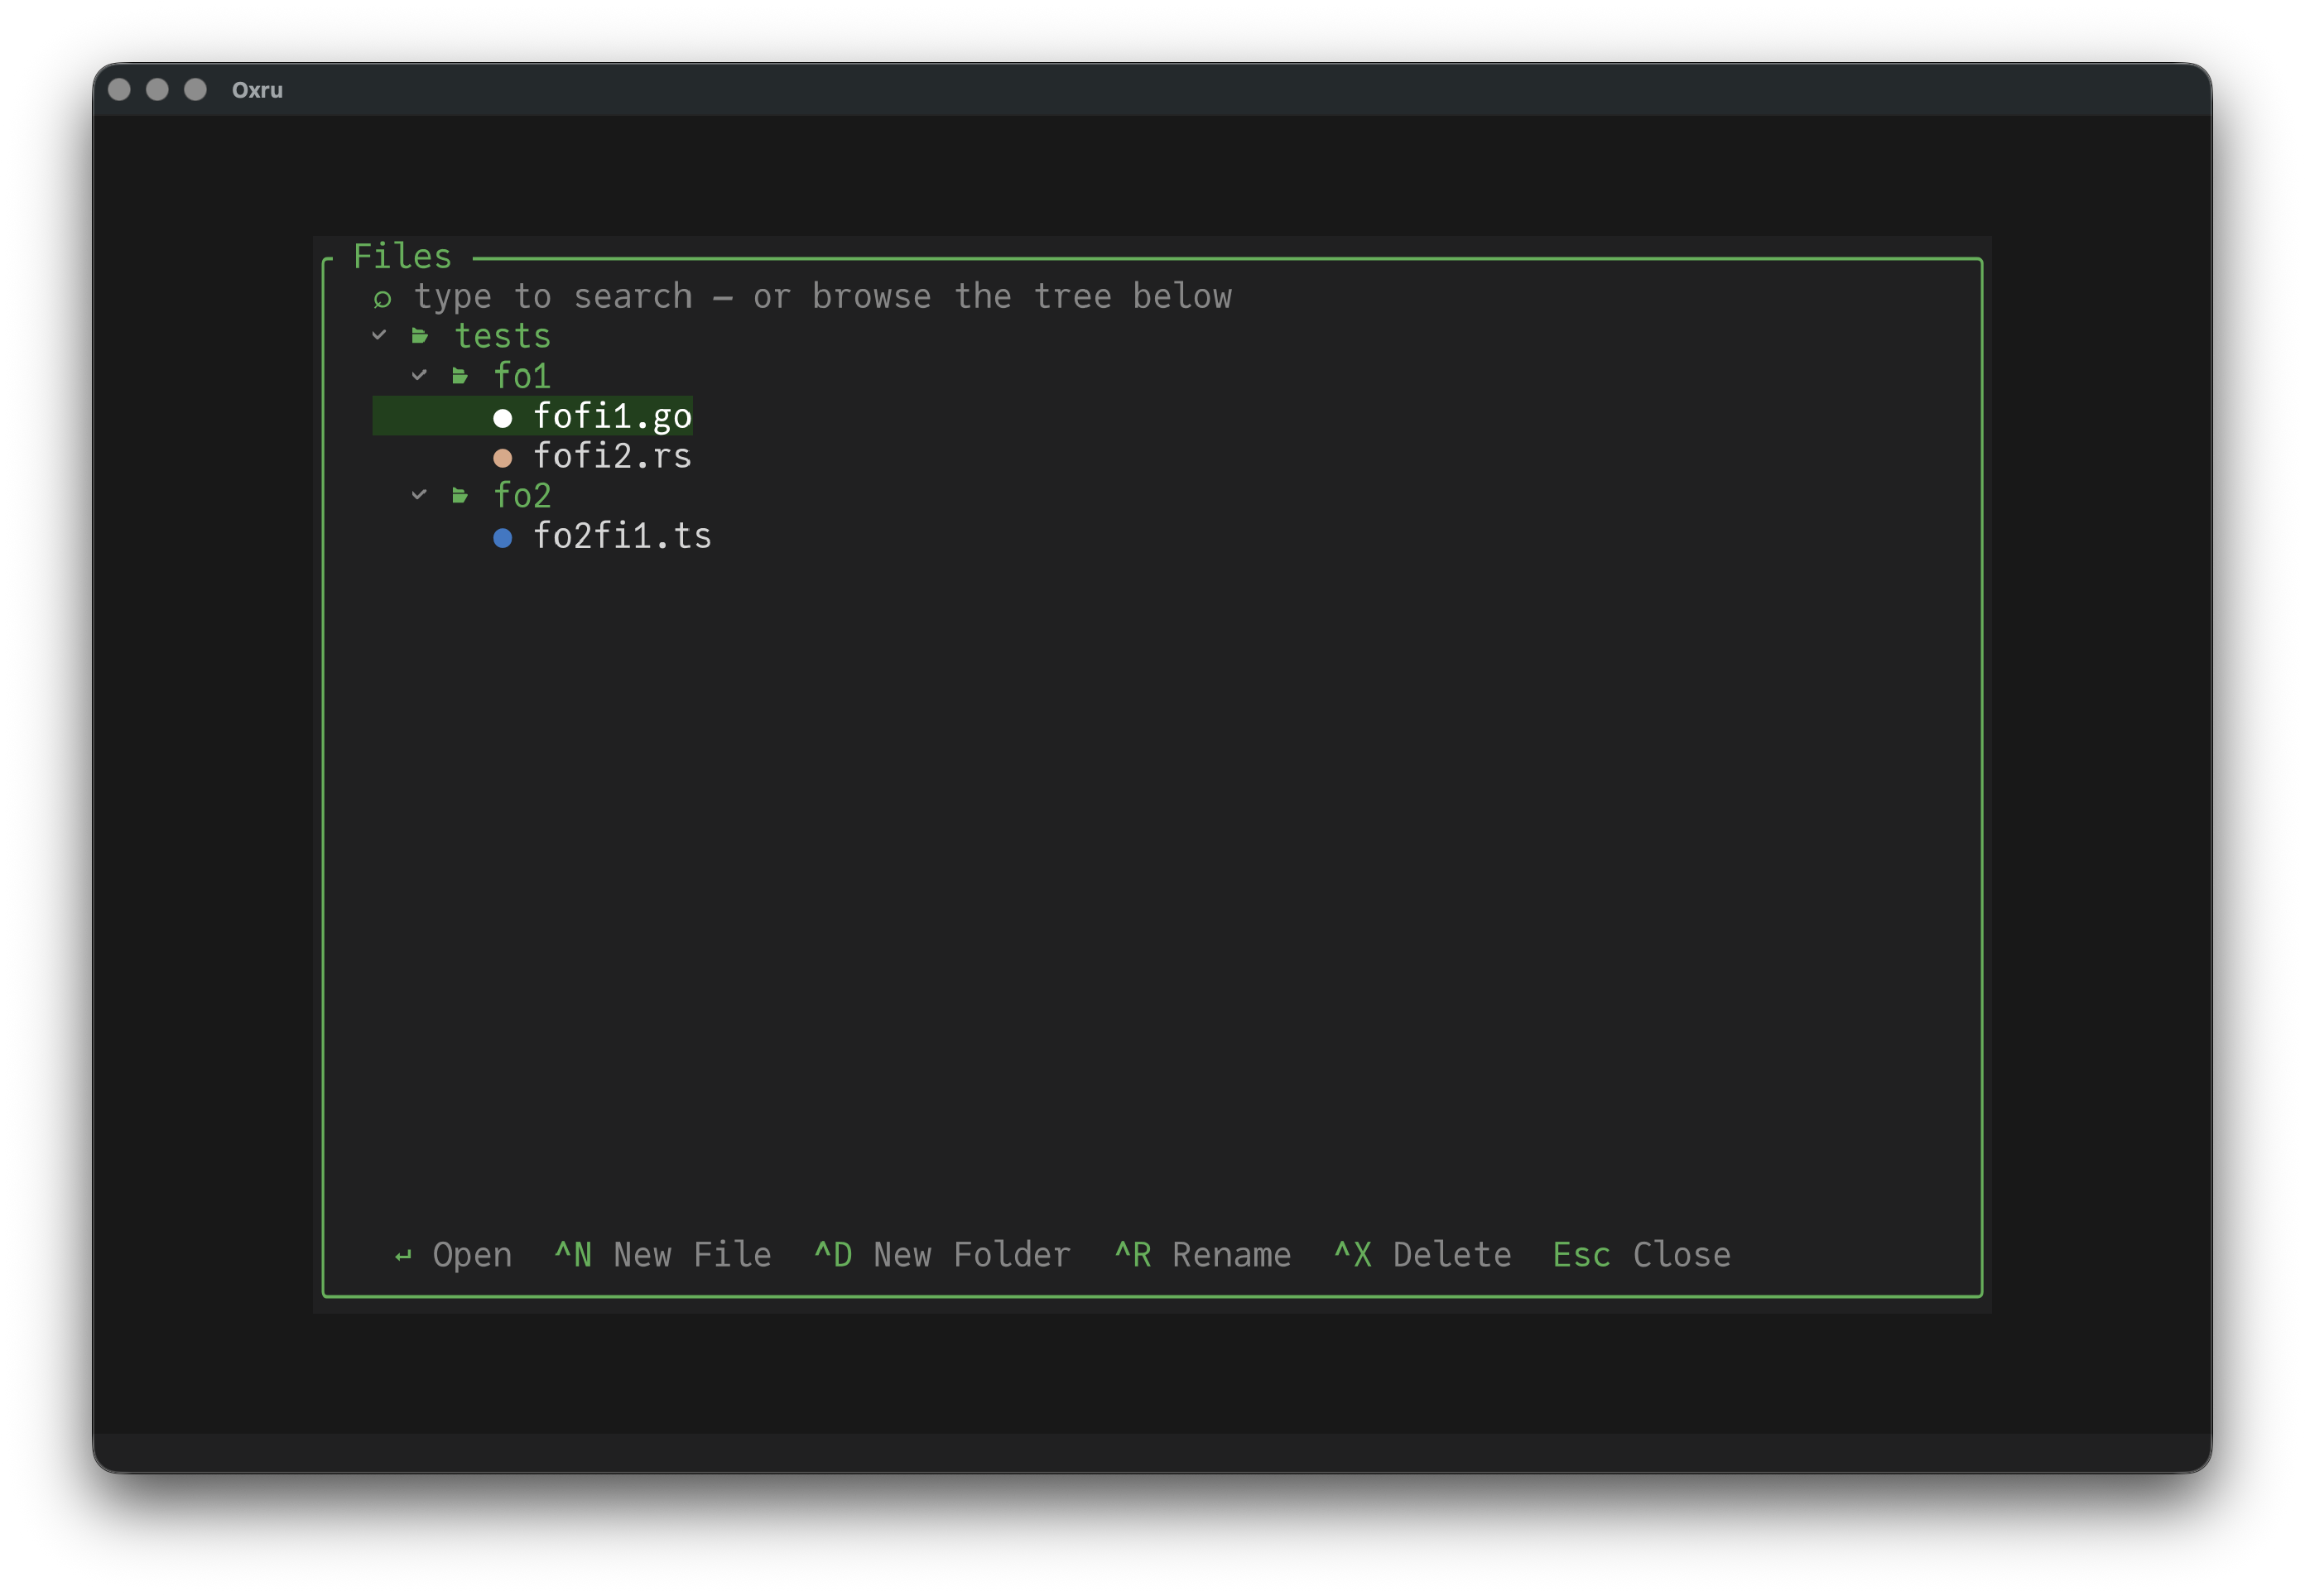 Oxru
Files
type to search — or browse the tree below
tests
fo1
fofi1.go
fofi2.rs
fo2
fo2fi1.ts
↵ Open ^N New File ^D New Folder ^R Rename ^X Delete Esc Close